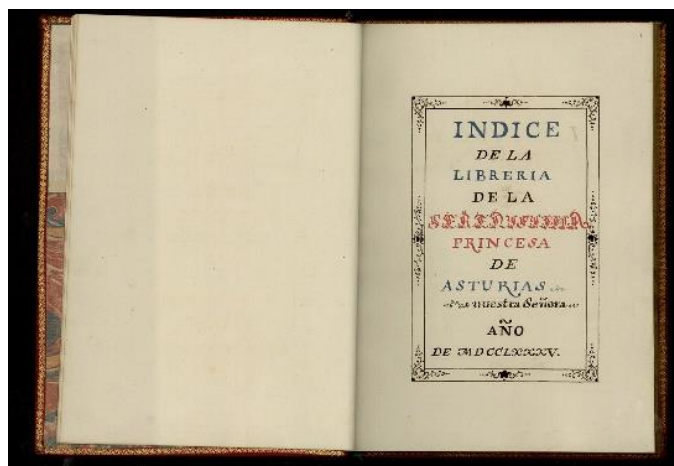 INDICE
DE LA
LIBRERIA
DE LA
SERENISSIMA
PRINCESA
DE
ASTURIAS
nuestra Señora
AÑO
DE MDCCLXXXV.